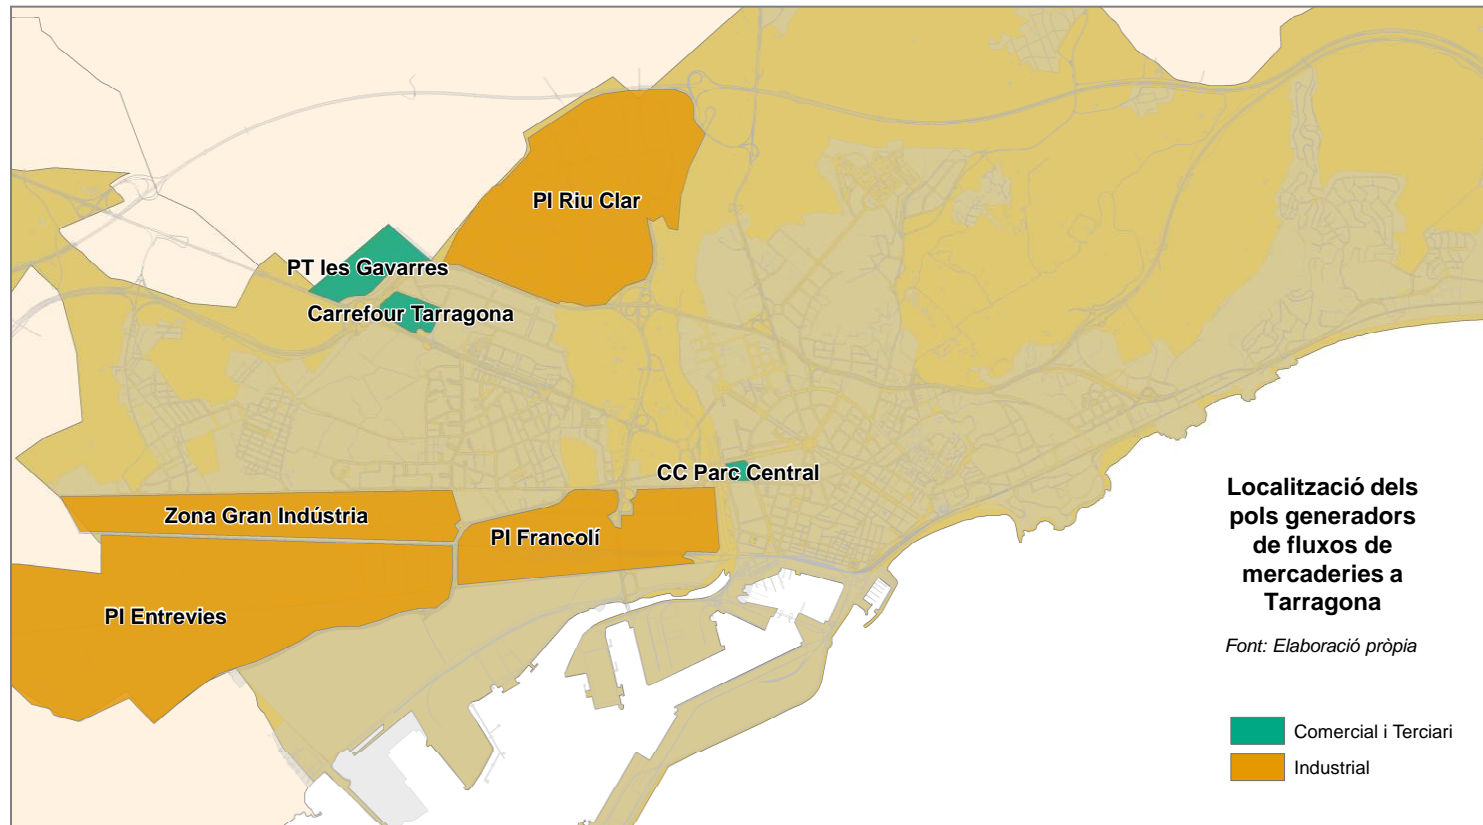 PI Riu Clar
PT les Gavarres
Carrefour Tarragona
CC Parc Central
Zona Gran Indústria
PI Francolí
PI Entrevies
Localització dels
pols generadors
de fluxos de
mercaderies a
Tarragona
Font: Elaboració pròpia
Comercial i Terciari
Industrial